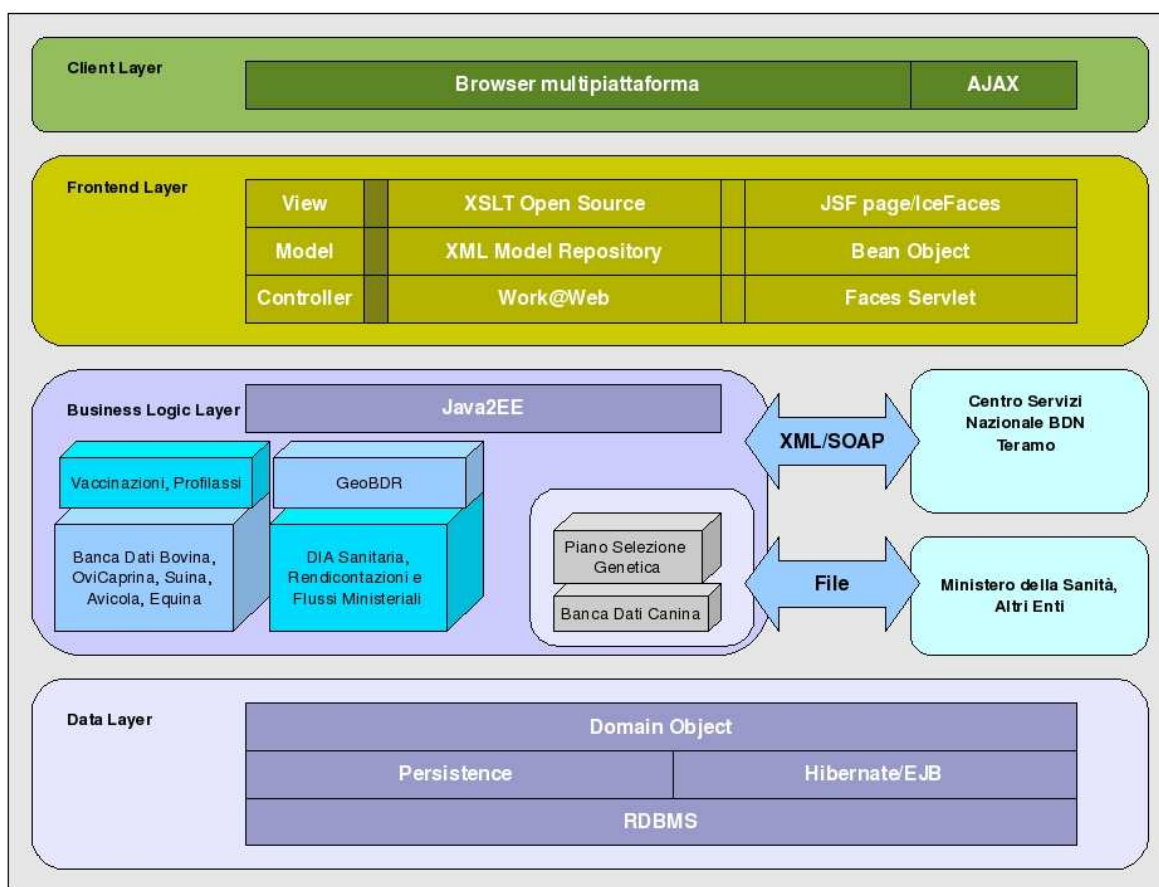 Client Layer
Browser multipiattaforma
AJAX
Frontend Layer
View
XSLT Open Source
JSF page/IceFaces
Model
XML Model Repository
Bean Object
Controller
Work@Web
Faces Servlet
Business Logic Layer
Java2EE
Vaccinazioni, Profilassi
GeoBDR
Banca Dati Bovina,
OviCaprina, Suina,
Avicola, Equina
DIA Sanitaria,
Rendicontazioni e
Flussi Ministeriali
Piano Selezione
Genetica
Banca Dati Canina
XML/SOAP
Centro Servizi
Nazionale BDN
Teramo
File
Ministero della Sanità,
Altri Enti
Data Layer
Domain Object
Persistence
Hibernate/EJB
RDBMS